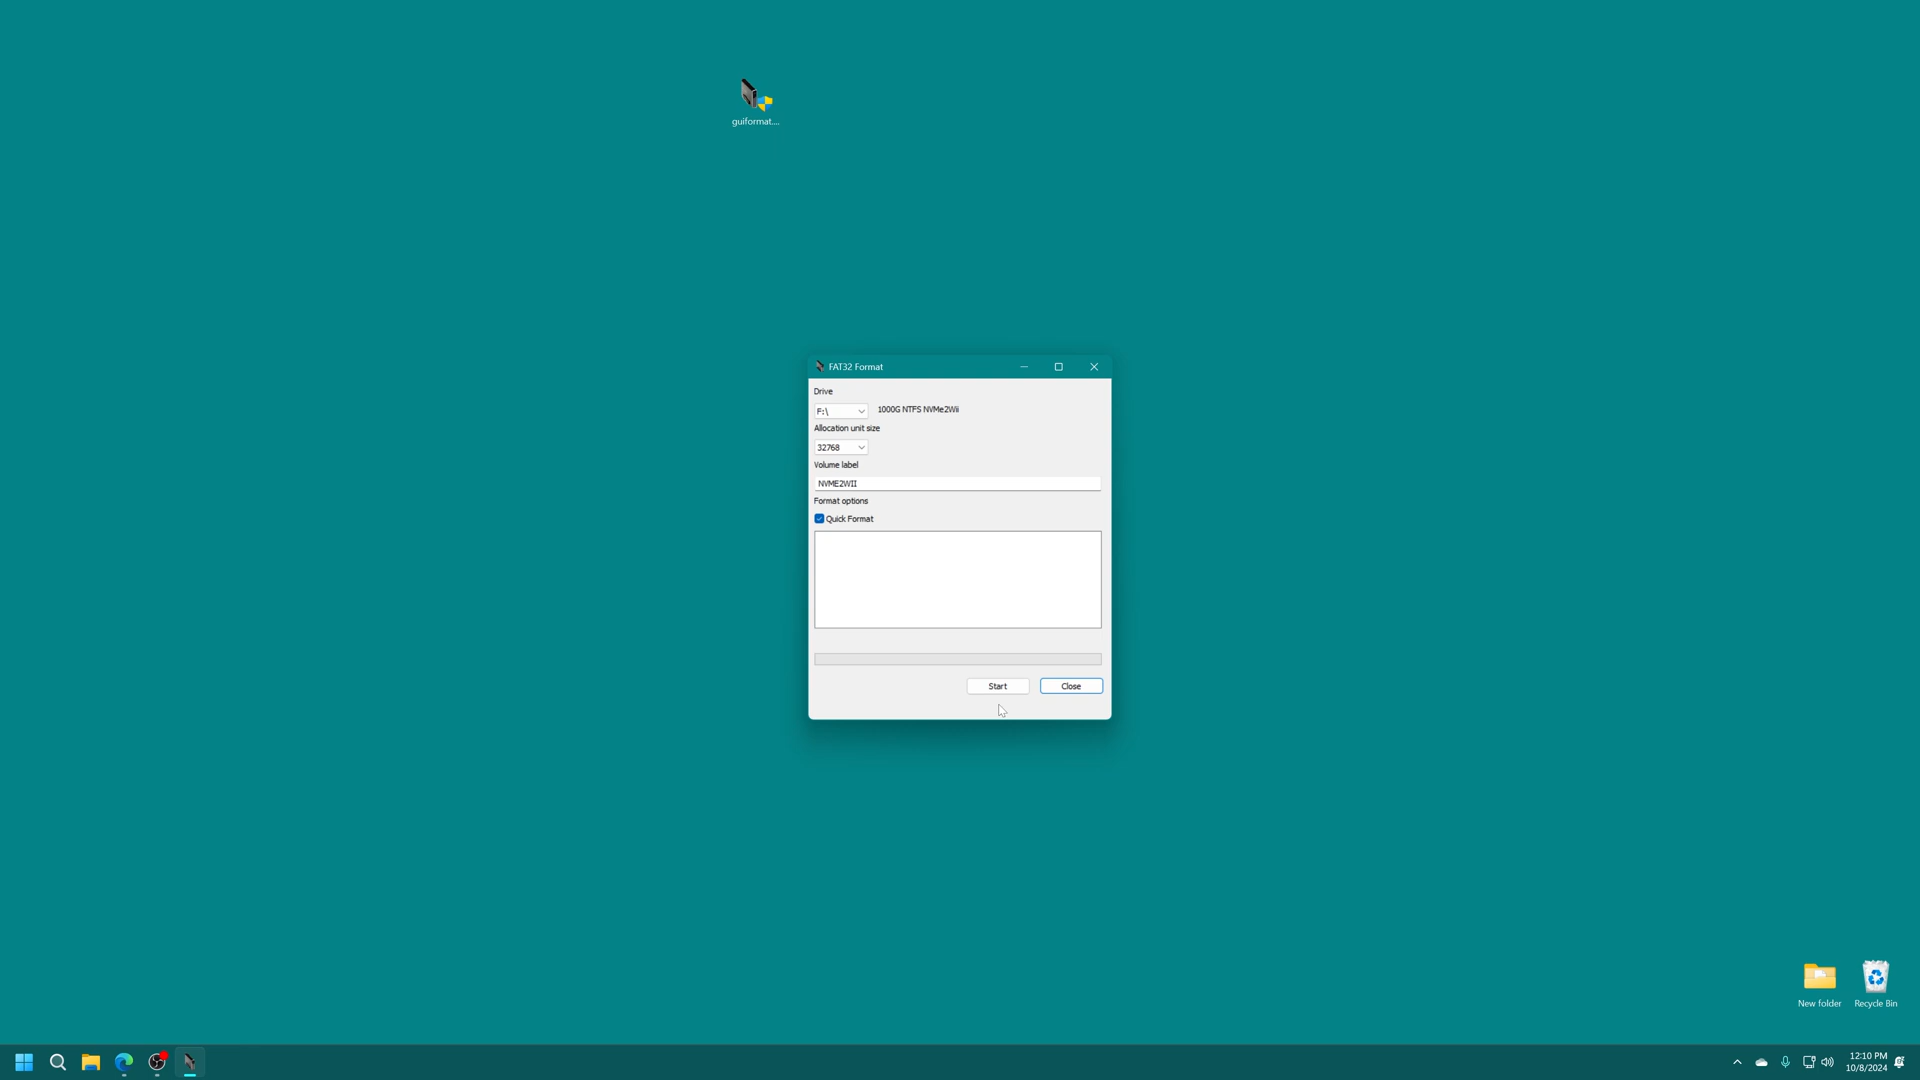 guiformat....
FAT32 Format
Drive
F:\
1000G NTFS NVMe2Wii
Allocation unit size
32768
Volume label
NVME2WII
Format options
Quick Format
Start
Close
New folder
Recycle Bin
12:10 PM
10/8/2024